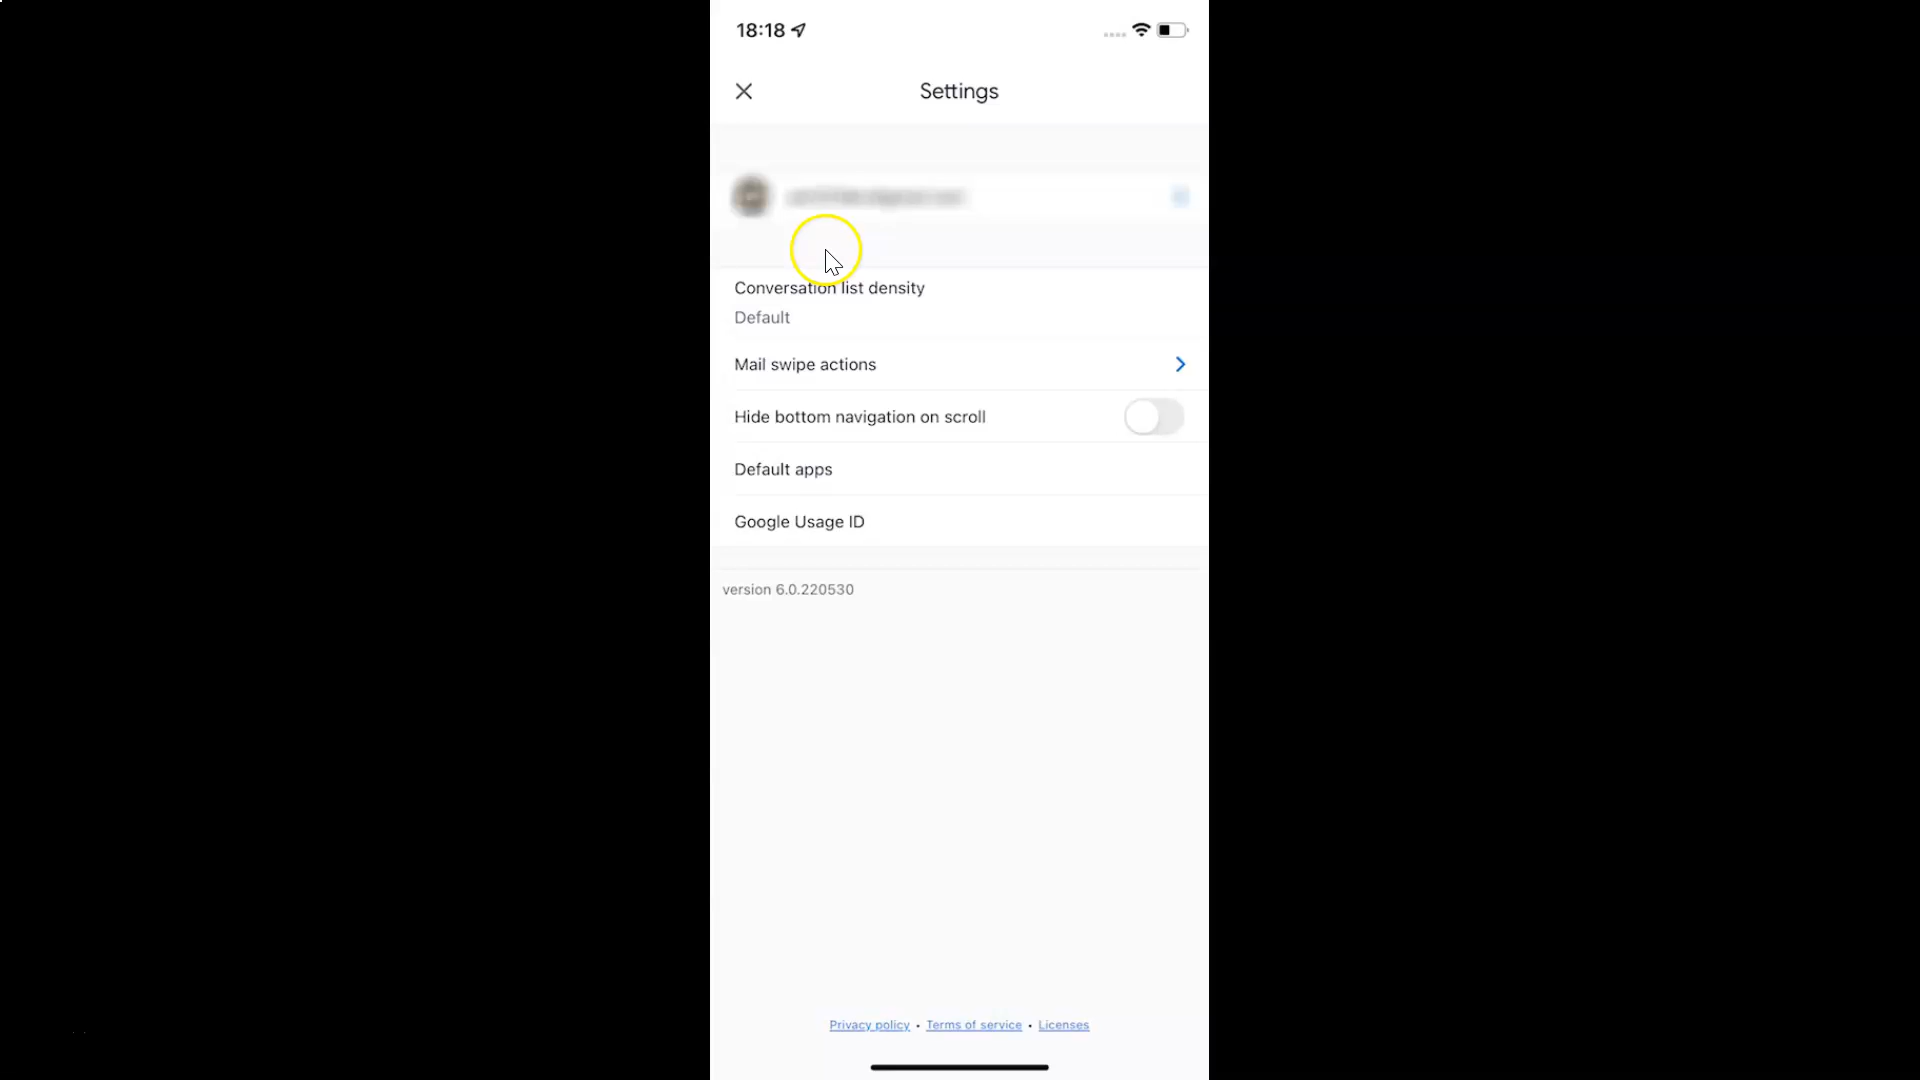 18:18
Settings
Conversation list density
Default
Mail swipe actions
Hide bottom navigation on scroll
Default apps
Google Usage ID
version 6.0.220530
Privacy policy • Terms of service • Licenses